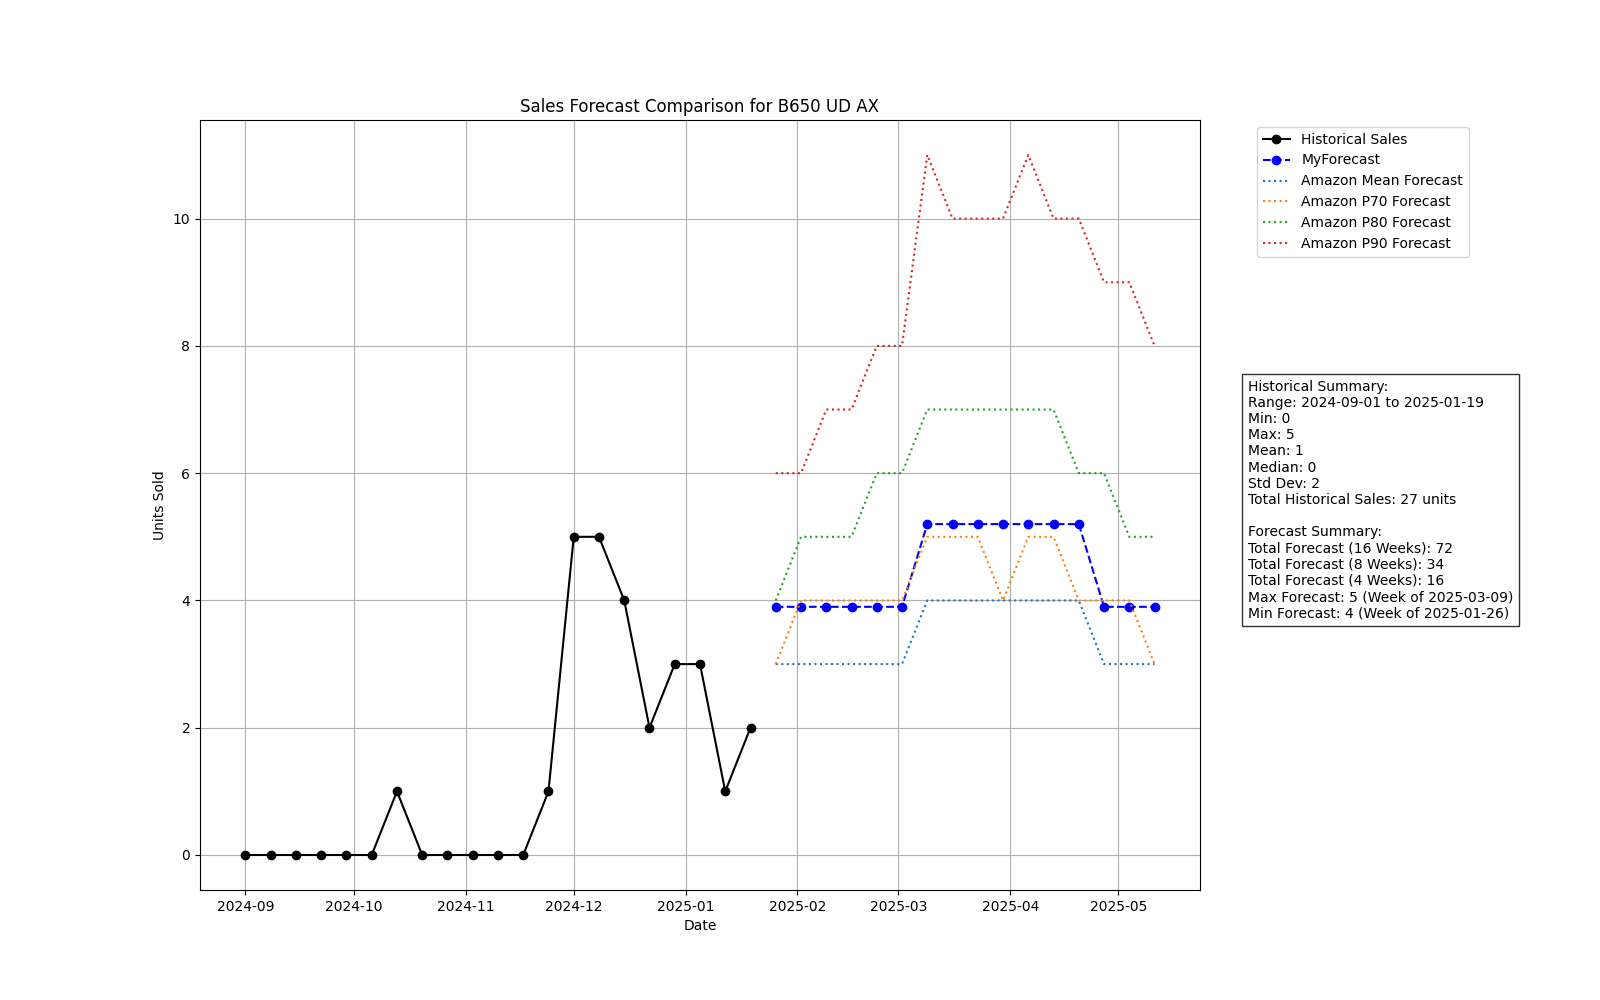 Sales Forecast Comparison for B650 UD AX
Historical Sales
MyForecast
Amazon Mean Forecast
Amazon P70 Forecast
Amazon P80 Forecast
Amazon P90 Forecast
10
8
6
4
2
0
Units Sold
2024-09 2024-10 2024-11 2024-12 2025-01 2025-02 2025-03 2025-04 2025-05
Date
Historical Summary:
Range: 2024-09-01 to 2025-01-19
Min: 0
Max: 5
Mean: 1
Median: 0
Std Dev: 2
Total Historical Sales: 27 units
Forecast Summary:
Total Forecast (16 Weeks): 72
Total Forecast (8 Weeks): 34
Total Forecast (4 Weeks): 16
Max Forecast: 5 (Week of 2025-03-09)
Min Forecast: 4 (Week of 2025-01-26)